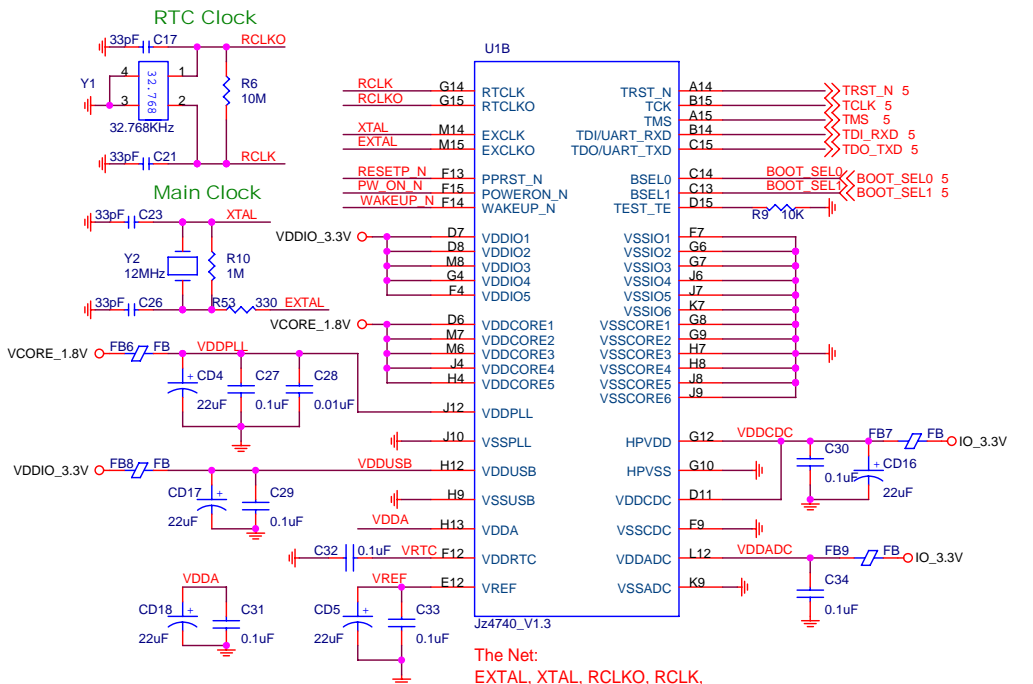 RTC Clock
33pF C17 RCLKO
Y1
4 1
3 2
32.768
R6
10M
32.768KHz
33pF C21 RCLK
Main Clock
33pF C23 XTAL
Y2
12MHz
R10
1M
33pF C26 R53 330 EXTAL
VCORE_1.8V FB6 FB VDDPLL
+ CD4
22uF
C27
0.1uF
C28
0.01uF
VDDIO_3.3V FB8 FB VDDUSB
CD17 +
22uF
C29
0.1uF
VDDA
CD18 +
22uF
C31
0.1uF
C32 0.1uF VRTC
VREF
CD5 +
22uF
C33
0.1uF
U1B
RCLK G14 RTCLK
RCLKO G15 RTCLKO
XTAL M14 EXCLK
EXTAL M15 EXCLKO
RESETP_N F13 PPRST_N
PW_ON_N F15 POWERON_N
WAKEUP_N F14 WAKEUP_N
VDDIO_3.3V D7 VDDIO1
D8 VDDIO2
M8 VDDIO3
G4 VDDIO4
F4 VDDIO5
VCORE_1.8V D6 VDDCORE1
M7 VDDCORE2
M6 VDDCORE3
J4 VDDCORE4
H4 VDDCORE5
J12 VDDPLL
J10 VSSPLL
H12 VDDUSB
H9 VSSUSB
VDDA H13 VDDA
F12 VDDRTC
E12 VREF
TRST_N A14 TRST_N 5
TCK B15 TCLK 5
TMS A15 TMS 5
TDI/UART_RXD B14 TDI_RXD 5
TDO/UART_TXD C15 TDO_TXD 5
BSEL0 C14 BOOT_SEL0 BOOT_SEL0 5
BSEL1 C13 BOOT_SEL1 BOOT_SEL1 5
TEST_TE D15 R9 10K
VSSIO1 F7
VSSIO2 G6
VSSIO3 G7
VSSIO4 J6
VSSIO5 J7
VSSIO6 K7
VSSCORE1 G8
VSSCORE2 G9
VSSCORE3 H7
VSSCORE4 H8
VSSCORE5 J8
VSSCORE6 J9
HPVDD G12 VDDCDC FB7 FB IO_3.3V
HPVSS G10
C30
0.1uF
+ CD16
22uF
VDDCDC D11
VSSCDC F9
VDDADC L12 VDDADC FB9 FB IO_3.3V
VSSADC K9
C34
0.1uF
Jz4740_V1.3
The Net:
EXTAL, XTAL, RCLKO, RCLK,